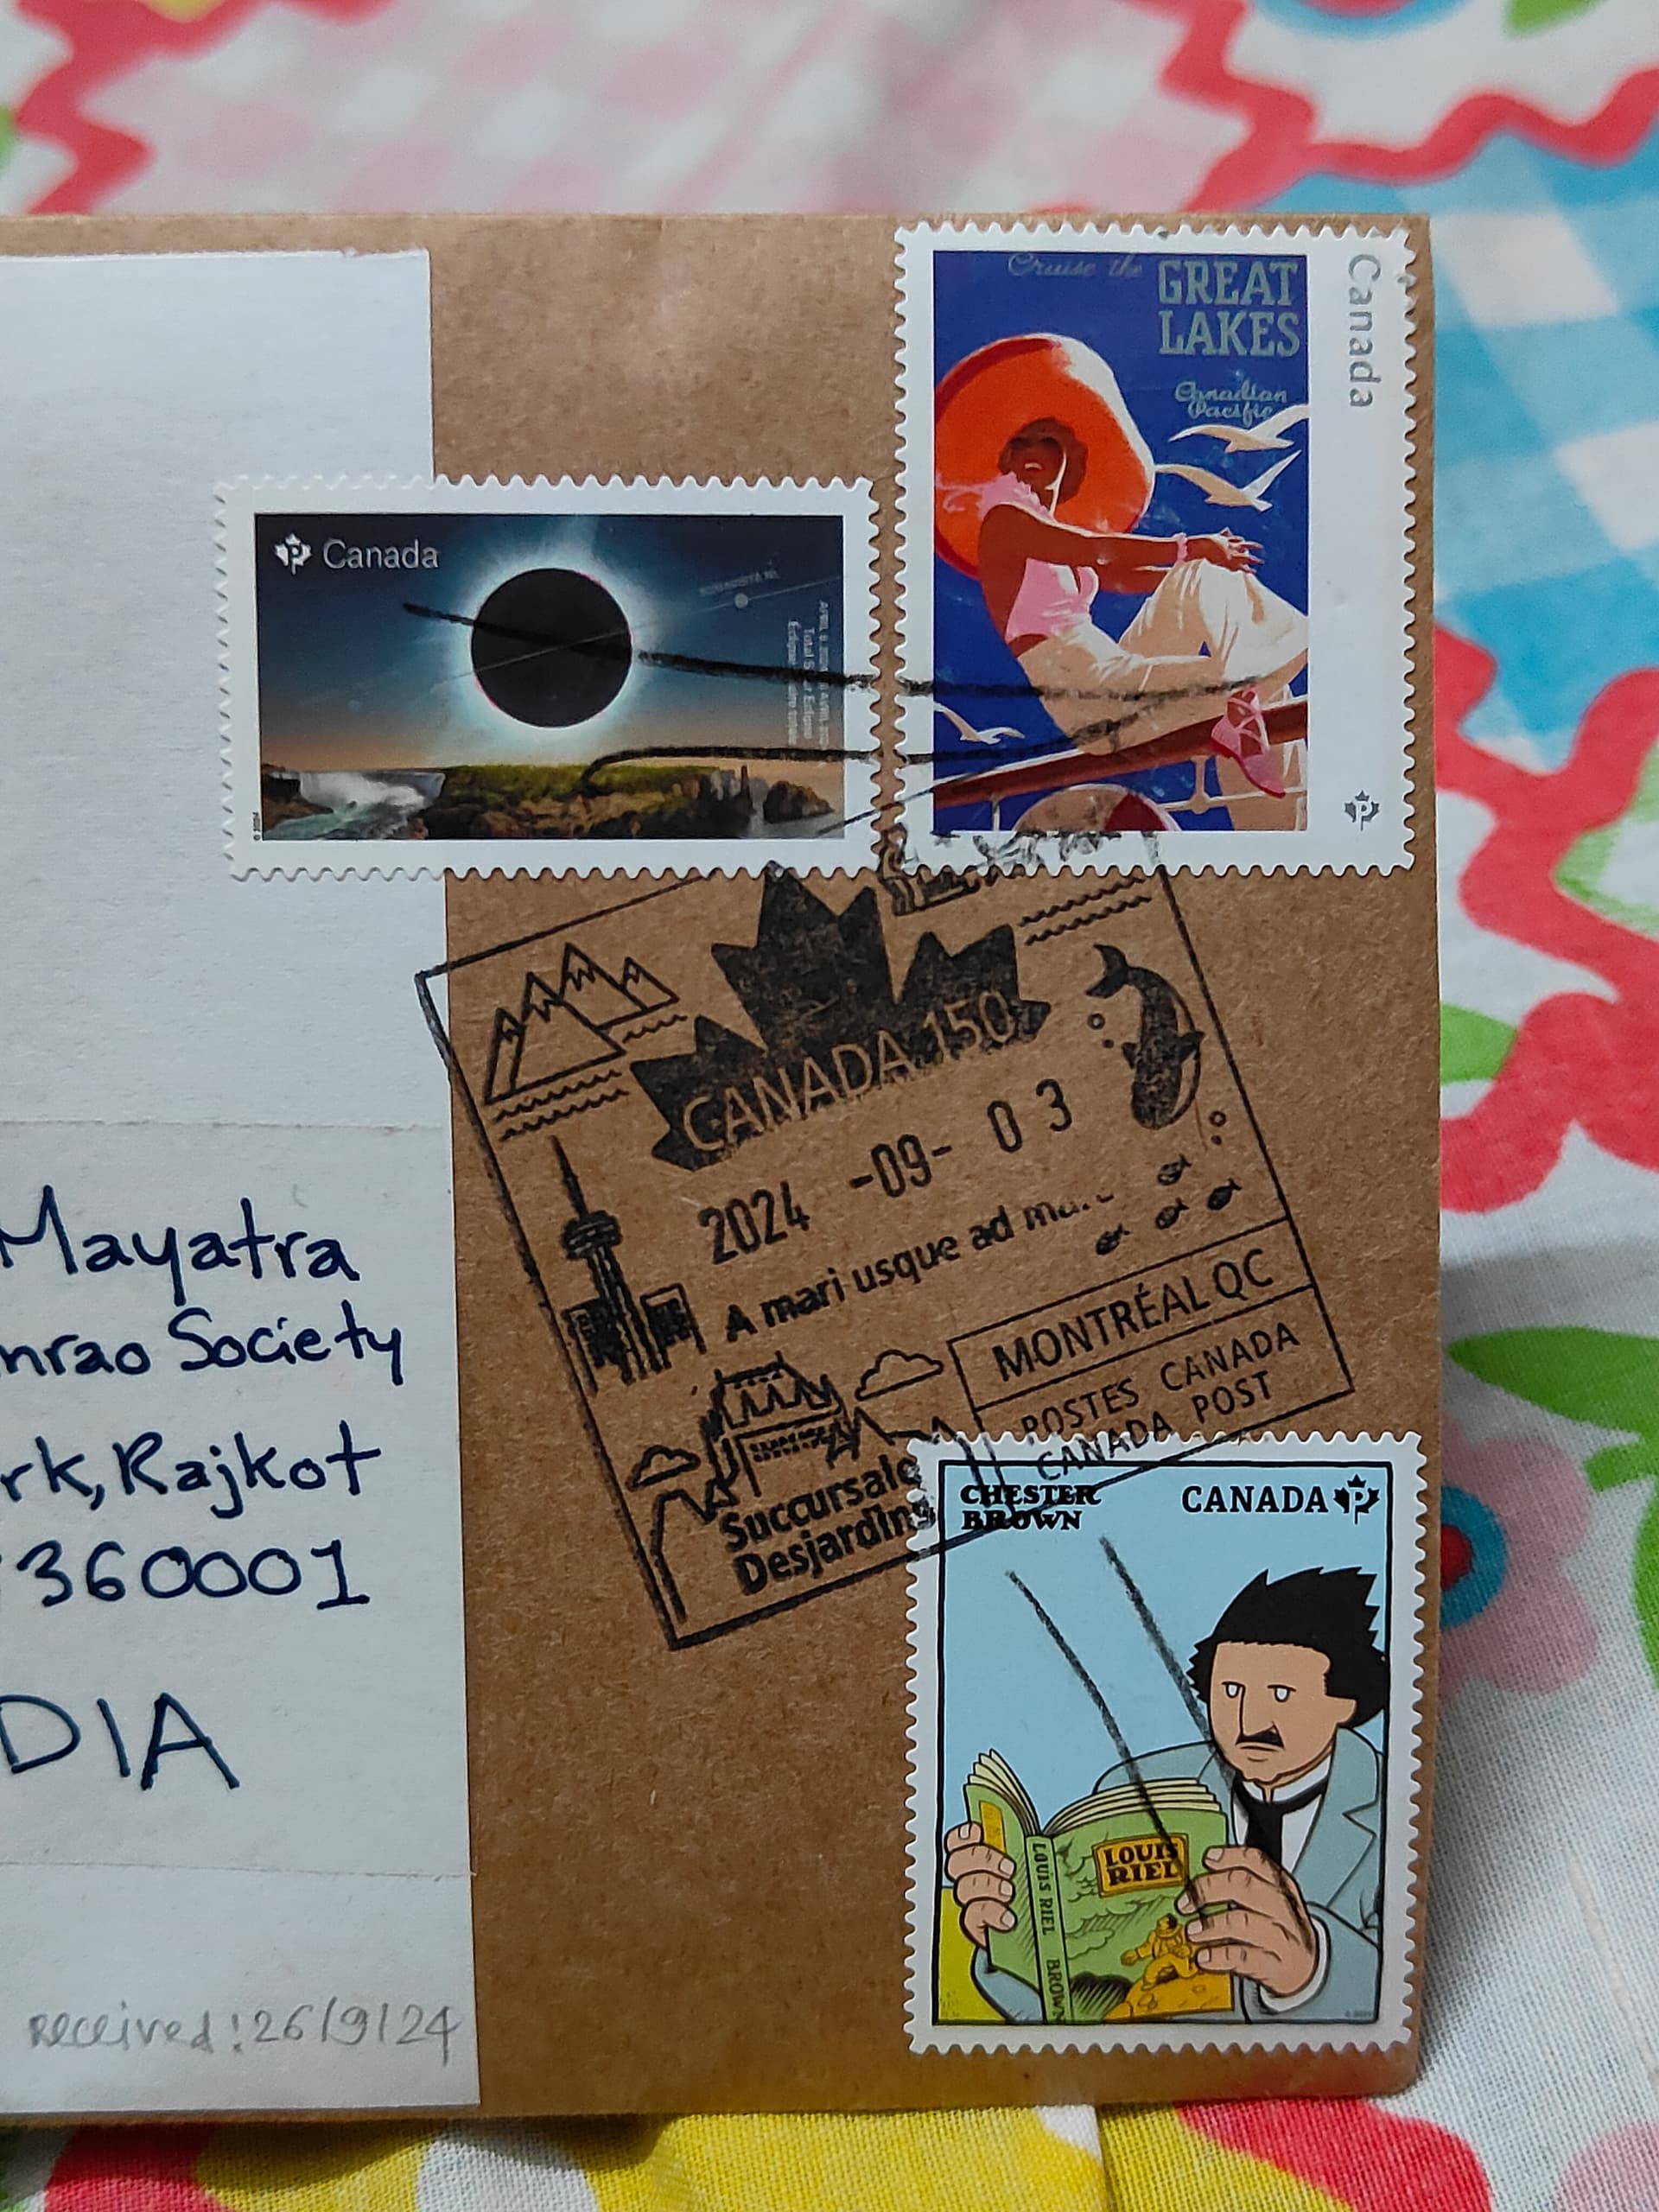 Cruise the
GREAT
LAKES
Canadian
Pacific
Canada
P
P Canada
CANADA 150
2024 -09- 03
A mari usque ad
MONTRÉAL QC
POSTES CANADA
CANADA POST
Succursale
Desjardins
Mayatra
nrao Society
rk, Rajkot
360001
DIA
received: 26/9/24
CHESTER
BROWN
CANADA P
LOUIS
RIEL
LOUIS RIEL BROWN